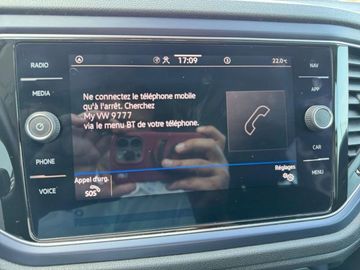 RADIO
MEDIA
PHONE
VOICE
17:09
22.0°C
Ne connectez le téléphone mobile
qu'à l'arrêt. Cherchez
My VW 9777
via le menu BT de votre téléphone.
Appel d'urg.
SOS
Réglages
NAV
APP
CAR
MENU